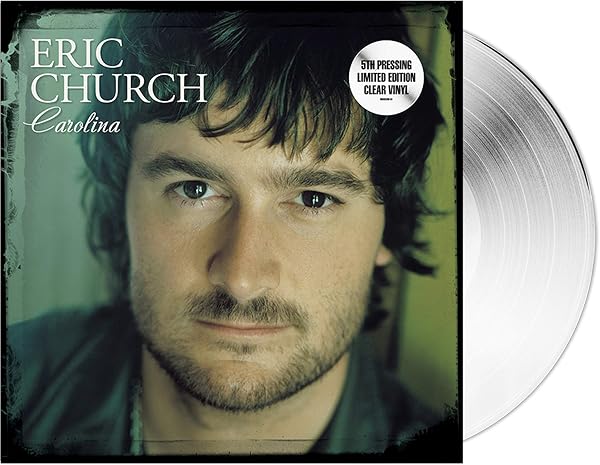 ERIC
CHURCH
Carolina
5TH PRESSING
LIMITED EDITION
CLEAR VINYL